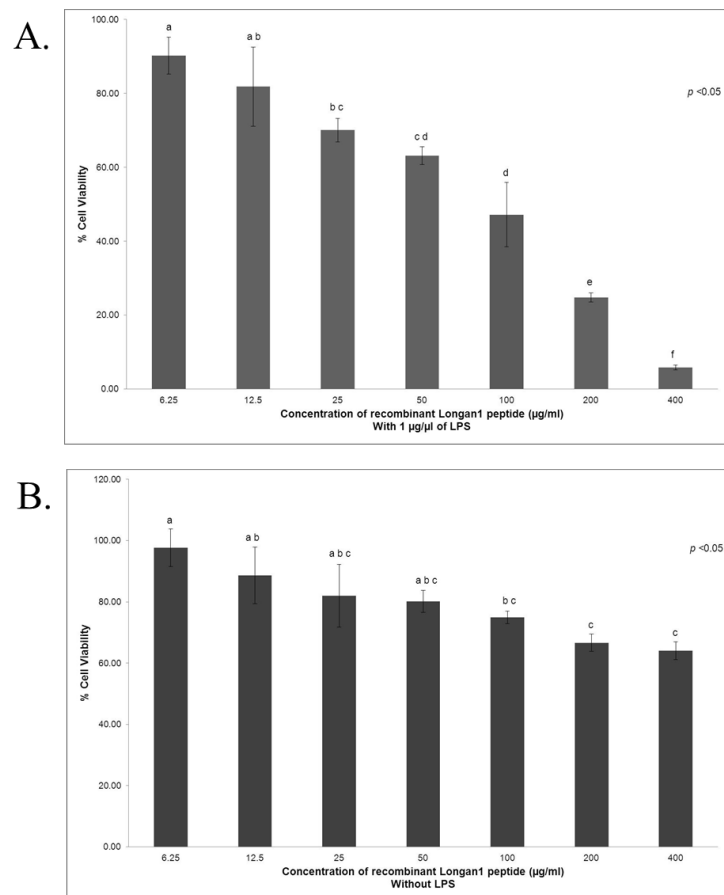 A.
100.00
80.00
60.00
40.00
20.00
0.00
% Cell Viability
a
a b
b c
c d
d
e
f
p <0.05
6.25 12.5 25 50 100 200 400
Concentration of recombinant Longan1 peptide (µg/ml)
With 1 µg/µl of LPS
B.
120.00
100.00
80.00
60.00
40.00
20.00
0.00
% Cell Viability
a
a b
a b c
a b c
b c
c
c
p <0.05
6.25 12.5 25 50 100 200 400
Concentration of recombinant Longan1 peptide (µg/ml)
Without LPS